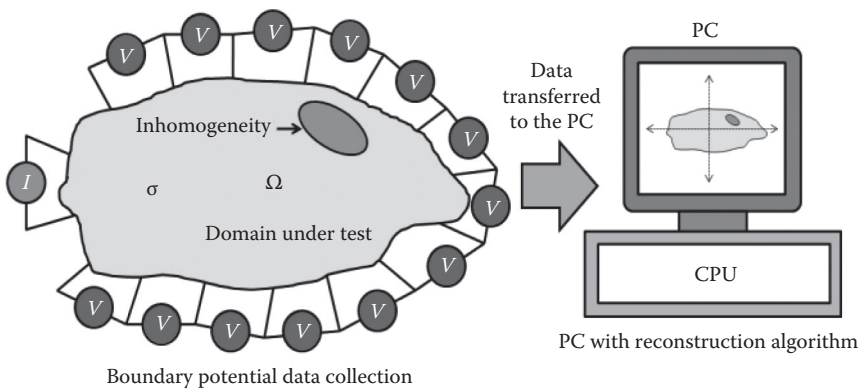 V
V
V
V
V
V
V
V
V
V
V
V
V
I
Inhomogeneity
σ
Ω
Domain under test
Boundary potential data collection
Data
transferred
to the PC
PC
CPU
PC with reconstruction algorithm